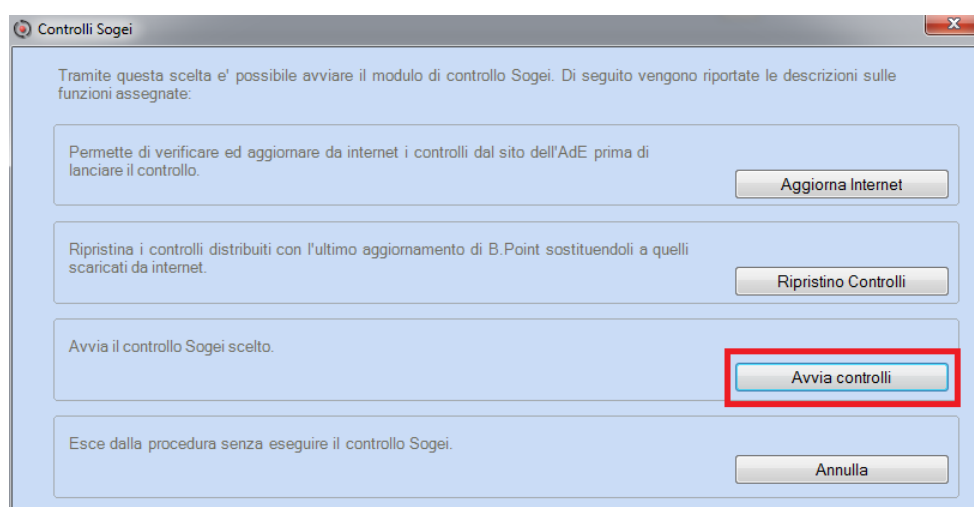 Controlli Sogei
Tramite questa scelta e' possibile avviare il modulo di controllo Sogei. Di seguito vengono riportate le descrizioni sulle
funzioni assegnate:
Permette di verificare ed aggiornare da internet i controlli dal sito dell'AdE prima di
lanciare il controllo.
Aggiorna Internet
Ripristina i controlli distribuiti con l'ultimo aggiornamento di B.Point sostituendoli a quelli
scaricati da internet.
Ripristino Controlli
Avvia il controllo Sogei scelto.
Avvia controlli
Esce dalla procedura senza eseguire il controllo Sogei.
Annulla